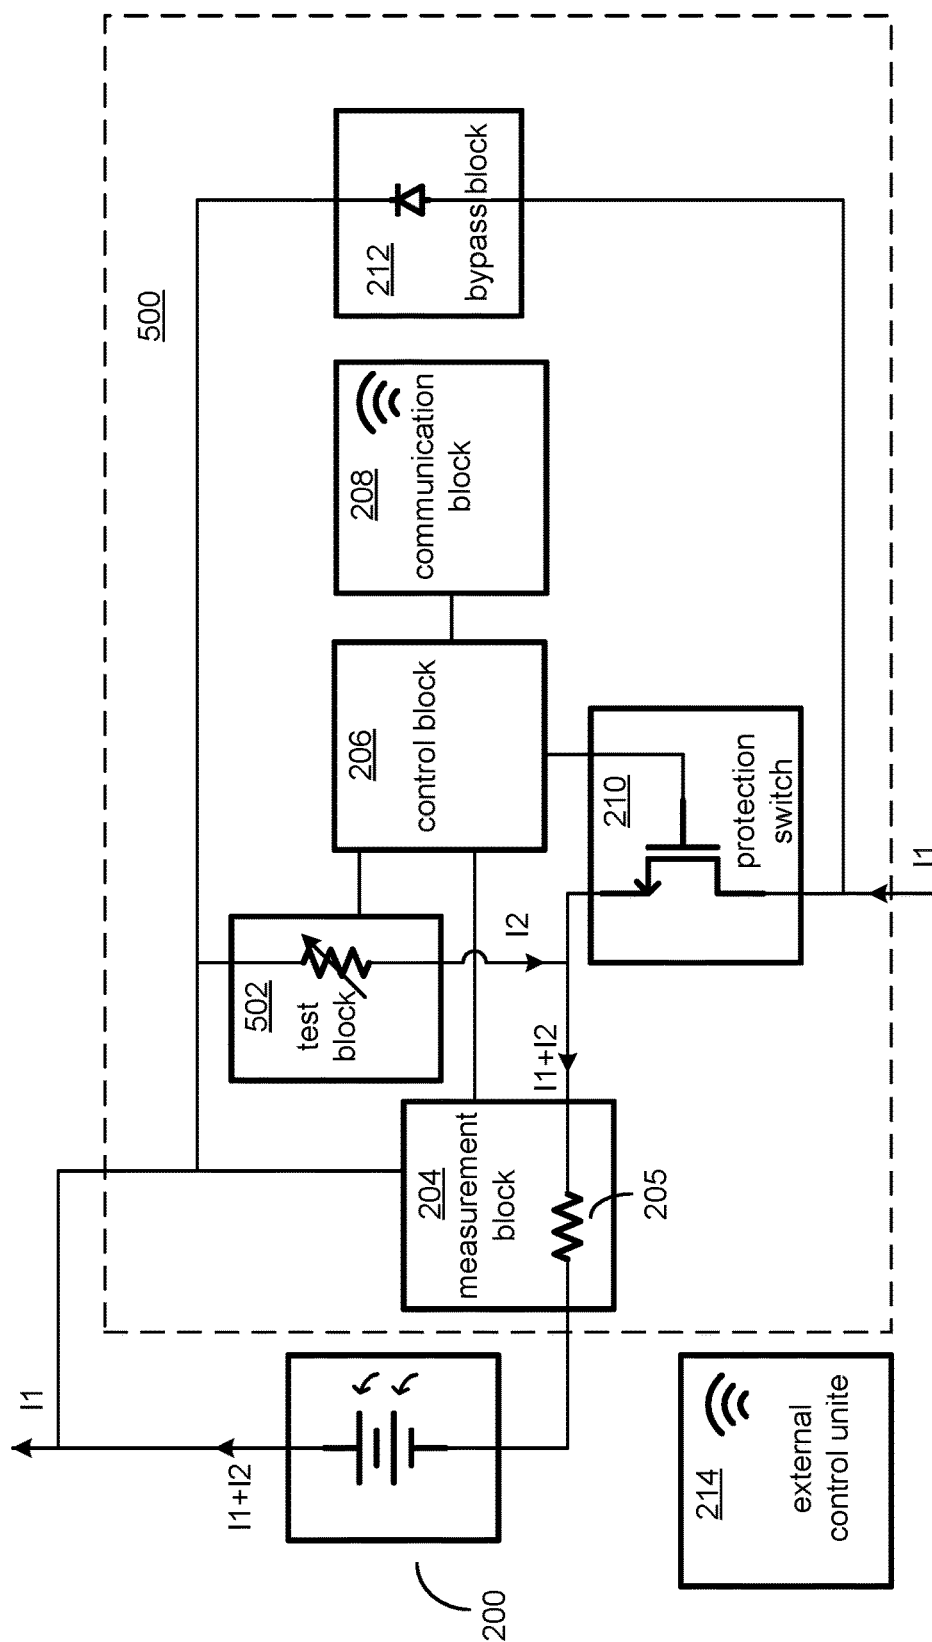 500
212
bypass block
208
communication
block
206
control block
210
protection
switch
I1
502
test
block
I2
I1+I2
204
measurement
block
205
I1
I1+I2
200
214
external
control unite